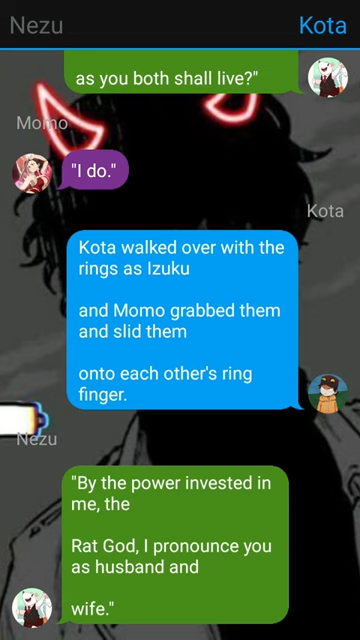 Nezu
Kota
as you both shall live?"
Momo
"I do."
Kota
Kota walked over with the
rings as Izuku
and Momo grabbed them
and slid them
onto each other's ring
finger.
Nezu
"By the power invested in
me, the
Rat God, I pronounce you
as husband and
wife."